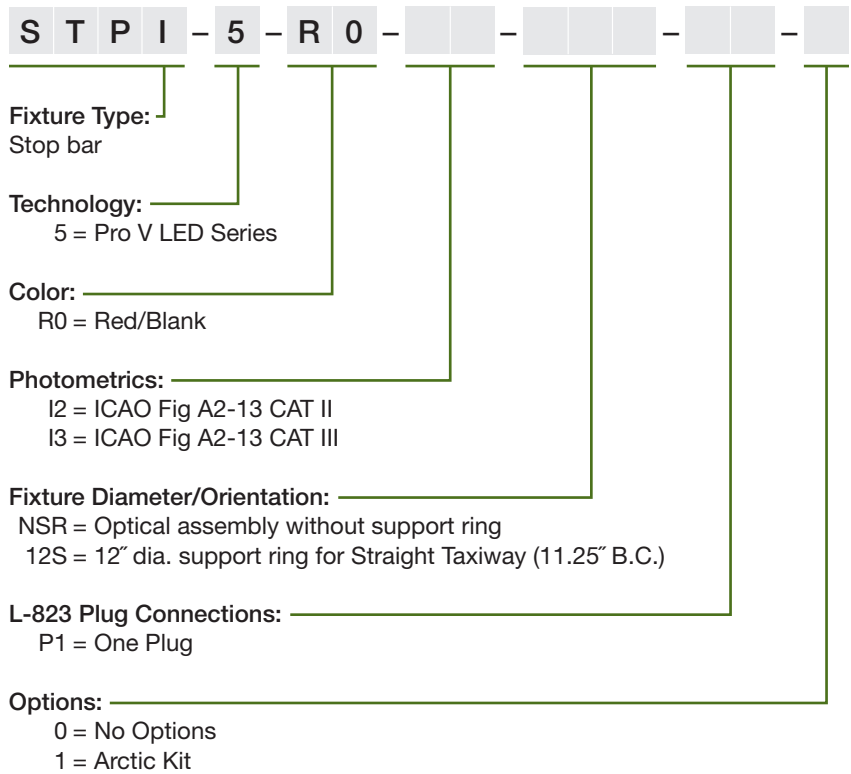 S T P I – 5 – R 0 – – – –
Fixture Type:
Stop bar
Technology:
5 = Pro V LED Series
Color:
R0 = Red/Blank
Photometrics:
I2 = ICAO Fig A2-13 CAT II
I3 = ICAO Fig A2-13 CAT III
Fixture Diameter/Orientation:
NSR = Optical assembly without support ring
12S = 12˝ dia. support ring for Straight Taxiway (11.25˝ B.C.)
L-823 Plug Connections:
P1 = One Plug
Options:
0 = No Options
1 = Arctic Kit